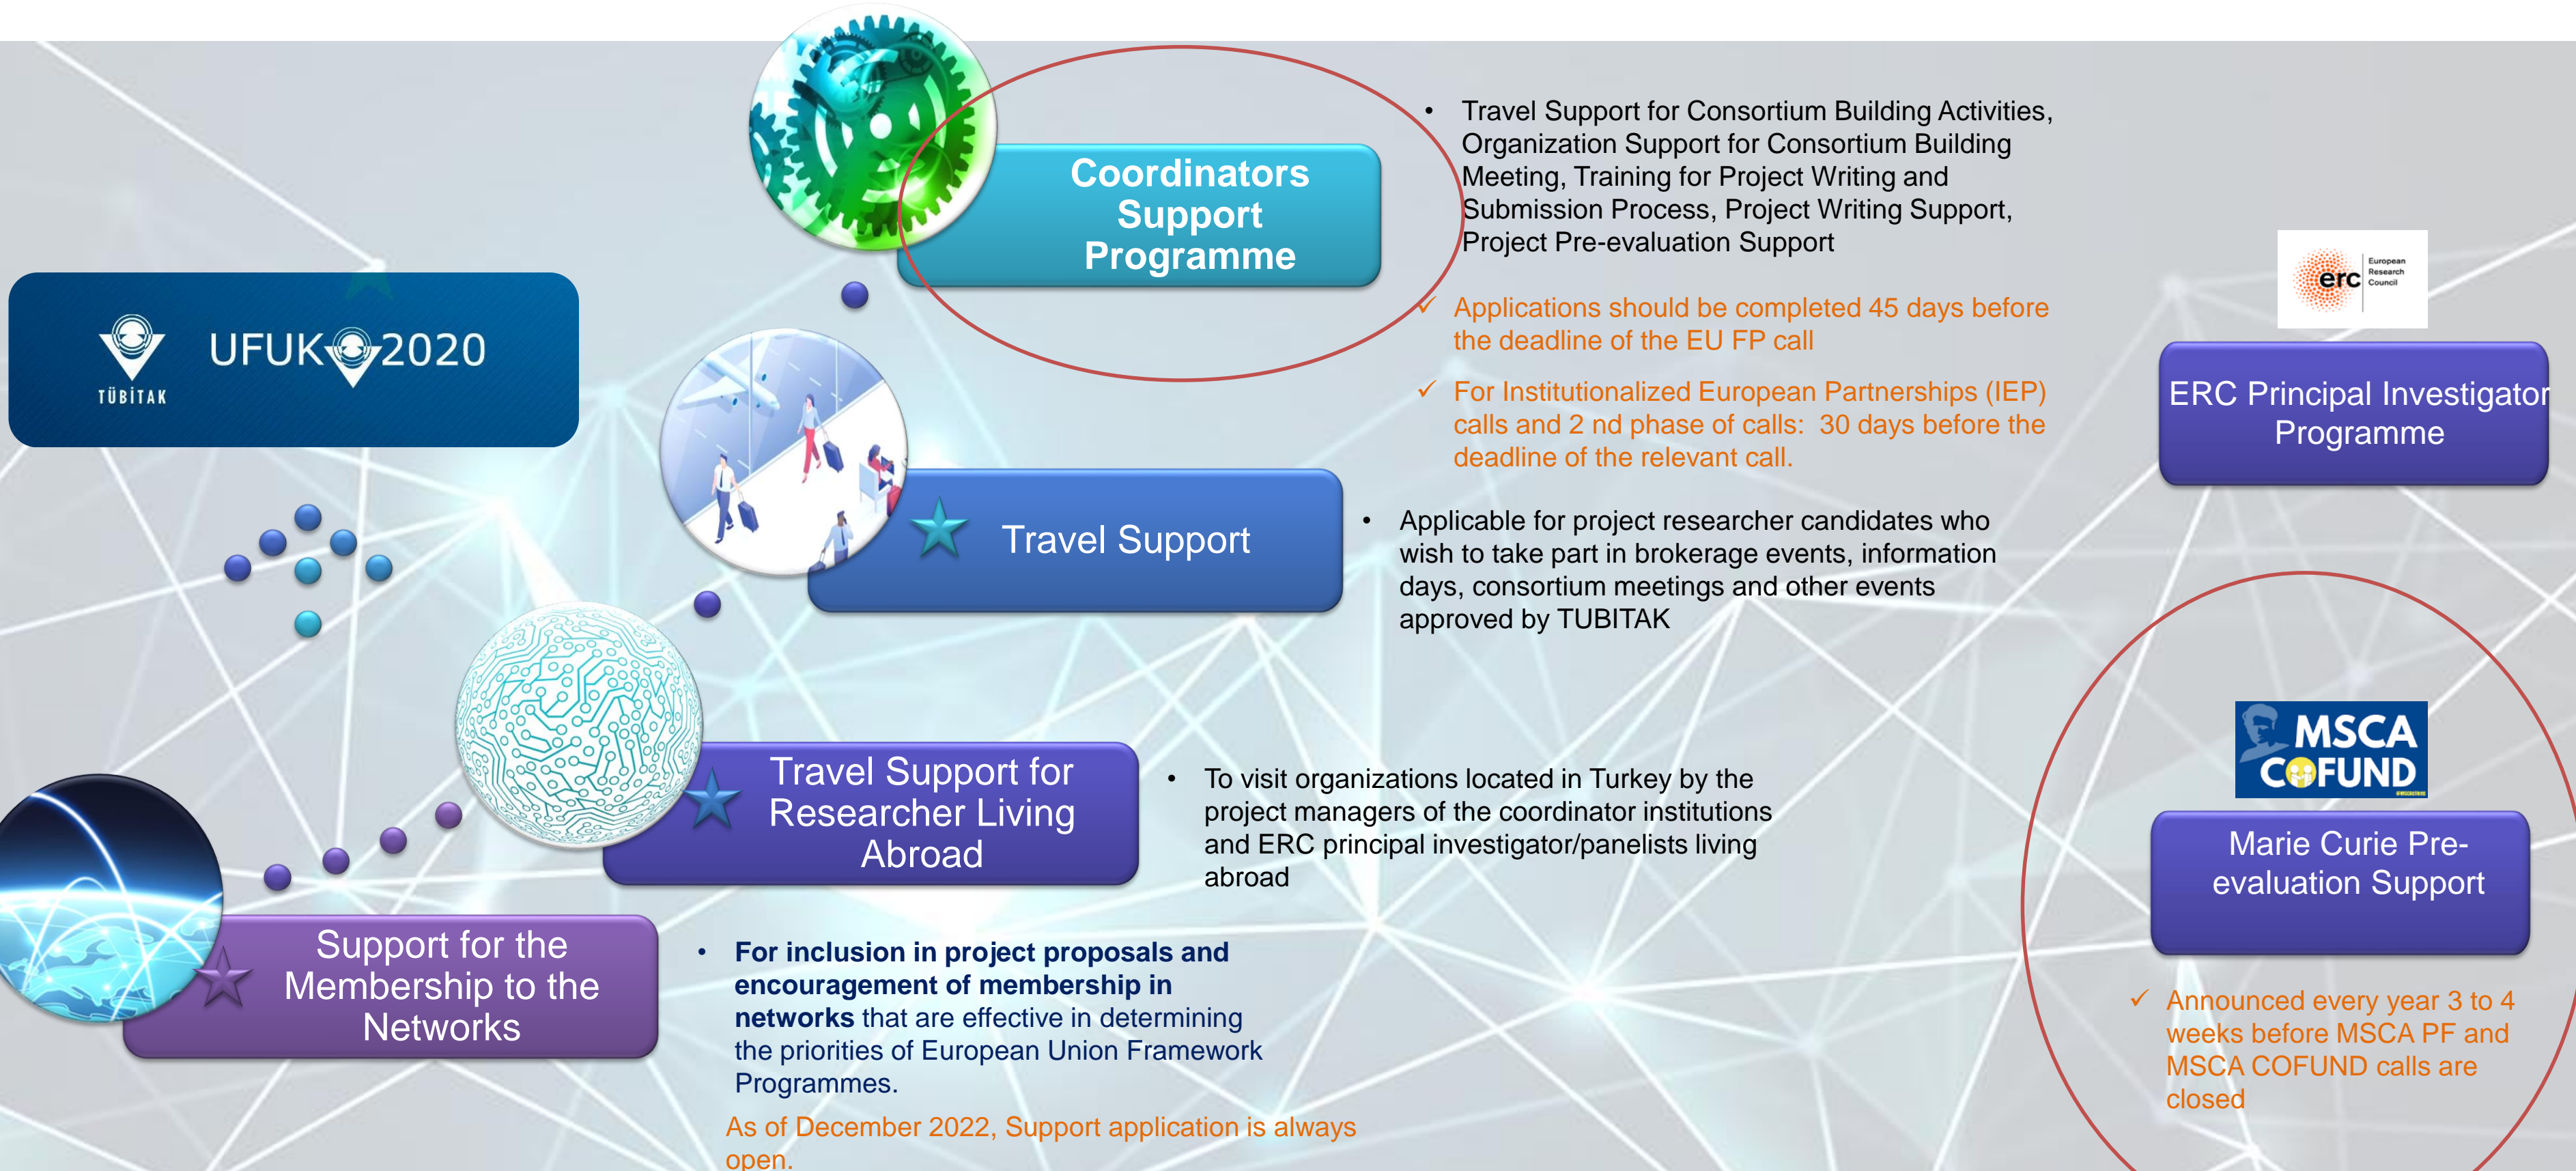 TÜBİTAK
UFUK 2020
Coordinators
Support
Programme
• Travel Support for Consortium Building Activities,
Organization Support for Consortium Building
Meeting, Training for Project Writing and
Submission Process, Project Writing Support,
Project Pre-evaluation Support
✓ Applications should be completed 45 days before
the deadline of the EU FP call
✓ For Institutionalized European Partnerships (IEP)
calls and 2 nd phase of calls: 30 days before the
deadline of the relevant call.
Travel Support
• Applicable for project researcher candidates who
wish to take part in brokerage events, information
days, consortium meetings and other events
approved by TUBITAK
Travel Support for
Researcher Living
Abroad
• To visit organizations located in Turkey by the
project managers of the coordinator institutions
and ERC principal investigator/panelists living
abroad
Support for the
Membership to the
Networks
• For inclusion in project proposals and
encouragement of membership in
networks that are effective in determining
the priorities of European Union Framework
Programmes.
As of December 2022, Support application is always
open.
erc
European
Research
Council
ERC Principal Investigator
Programme
MSCA
COFUND
Marie Curie Pre-
evaluation Support
✓ Announced every year 3 to 4
weeks before MSCA PF and
MSCA COFUND calls are
closed